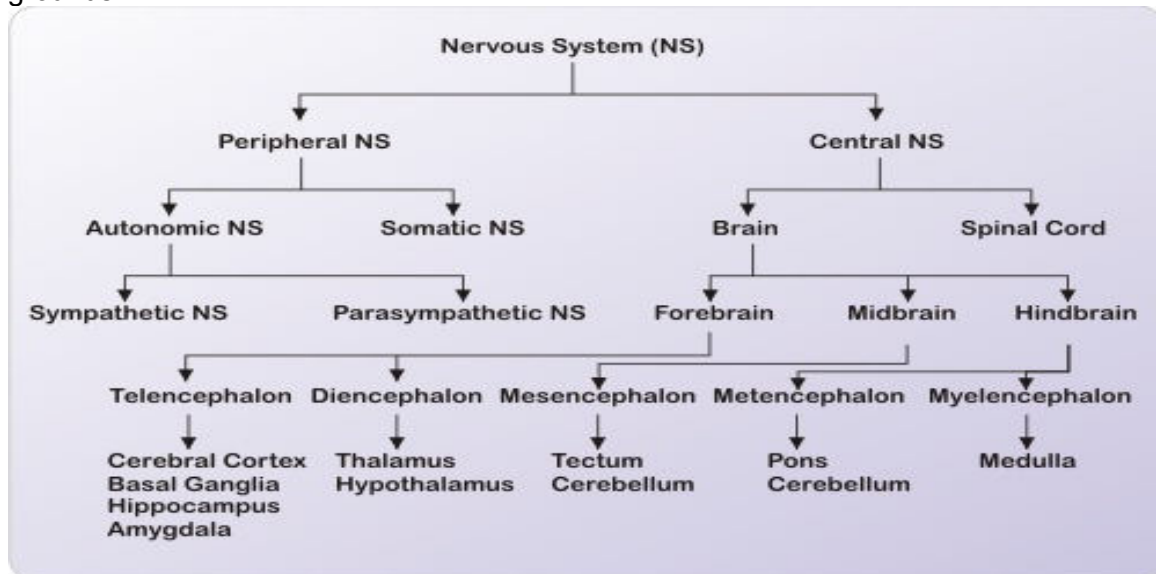 Nervous System (NS)
Peripheral NS Central NS
Autonomic NS Somatic NS Brain Spinal Cord
Sympathetic NS Parasympathetic NS Forebrain Midbrain Hindbrain
Telencephalon Diencephalon Mesencephalon Metencephalon Myelencephalon
Cerebral Cortex Thalamus Tectum Pons Medulla
Basal Ganglia Hypothalamus Cerebellum Cerebellum
Hippocampus
Amygdala